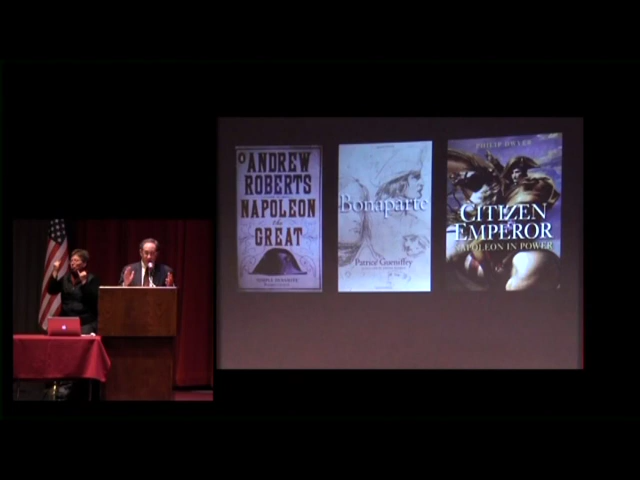 ANDREW
ROBERTS
NAPOLEON
the
GREAT
Bonaparte
Patrice Gueniffey
PHILIP DWYER
CITIZEN
EMPEROR
NAPOLEON IN POWER